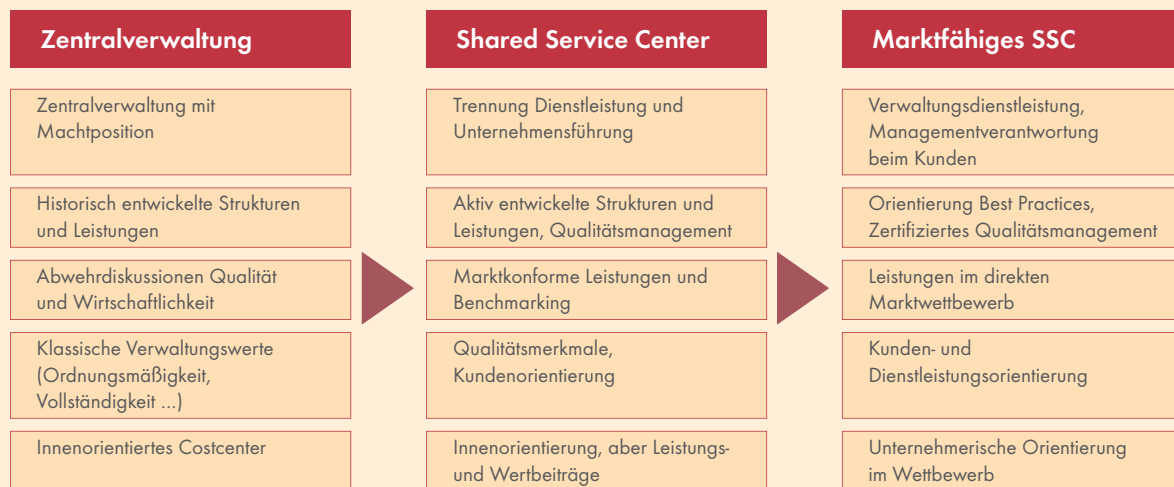 Zentralverwaltung
Zentralverwaltung mit
Machtposition
Historisch entwickelte Strukturen
und Leistungen
Abwehrdiskussionen Qualität
und Wirtschaftlichkeit
Klassische Verwaltungswerte
(Ordnungsmäßigkeit,
Vollständigkeit ...)
Innenorientiertes Costcenter
Shared Service Center
Trennung Dienstleistung und
Unternehmensführung
Aktiv entwickelte Strukturen und
Leistungen, Qualitätsmanagement
Marktkonforme Leistungen und
Benchmarking
Qualitätsmerkmale,
Kundenorientierung
Innenorientierung, aber Leistungs-
und Wertbeiträge
Marktfähiges SSC
Verwaltungsdienstleistung,
Managementverantwortung
beim Kunden
Orientierung Best Practices,
Zertifiziertes Qualitätsmanagement
Leistungen im direkten
Marktwettbewerb
Kunden- und
Dienstleistungsorientierung
Unternehmerische Orientierung
im Wettbewerb